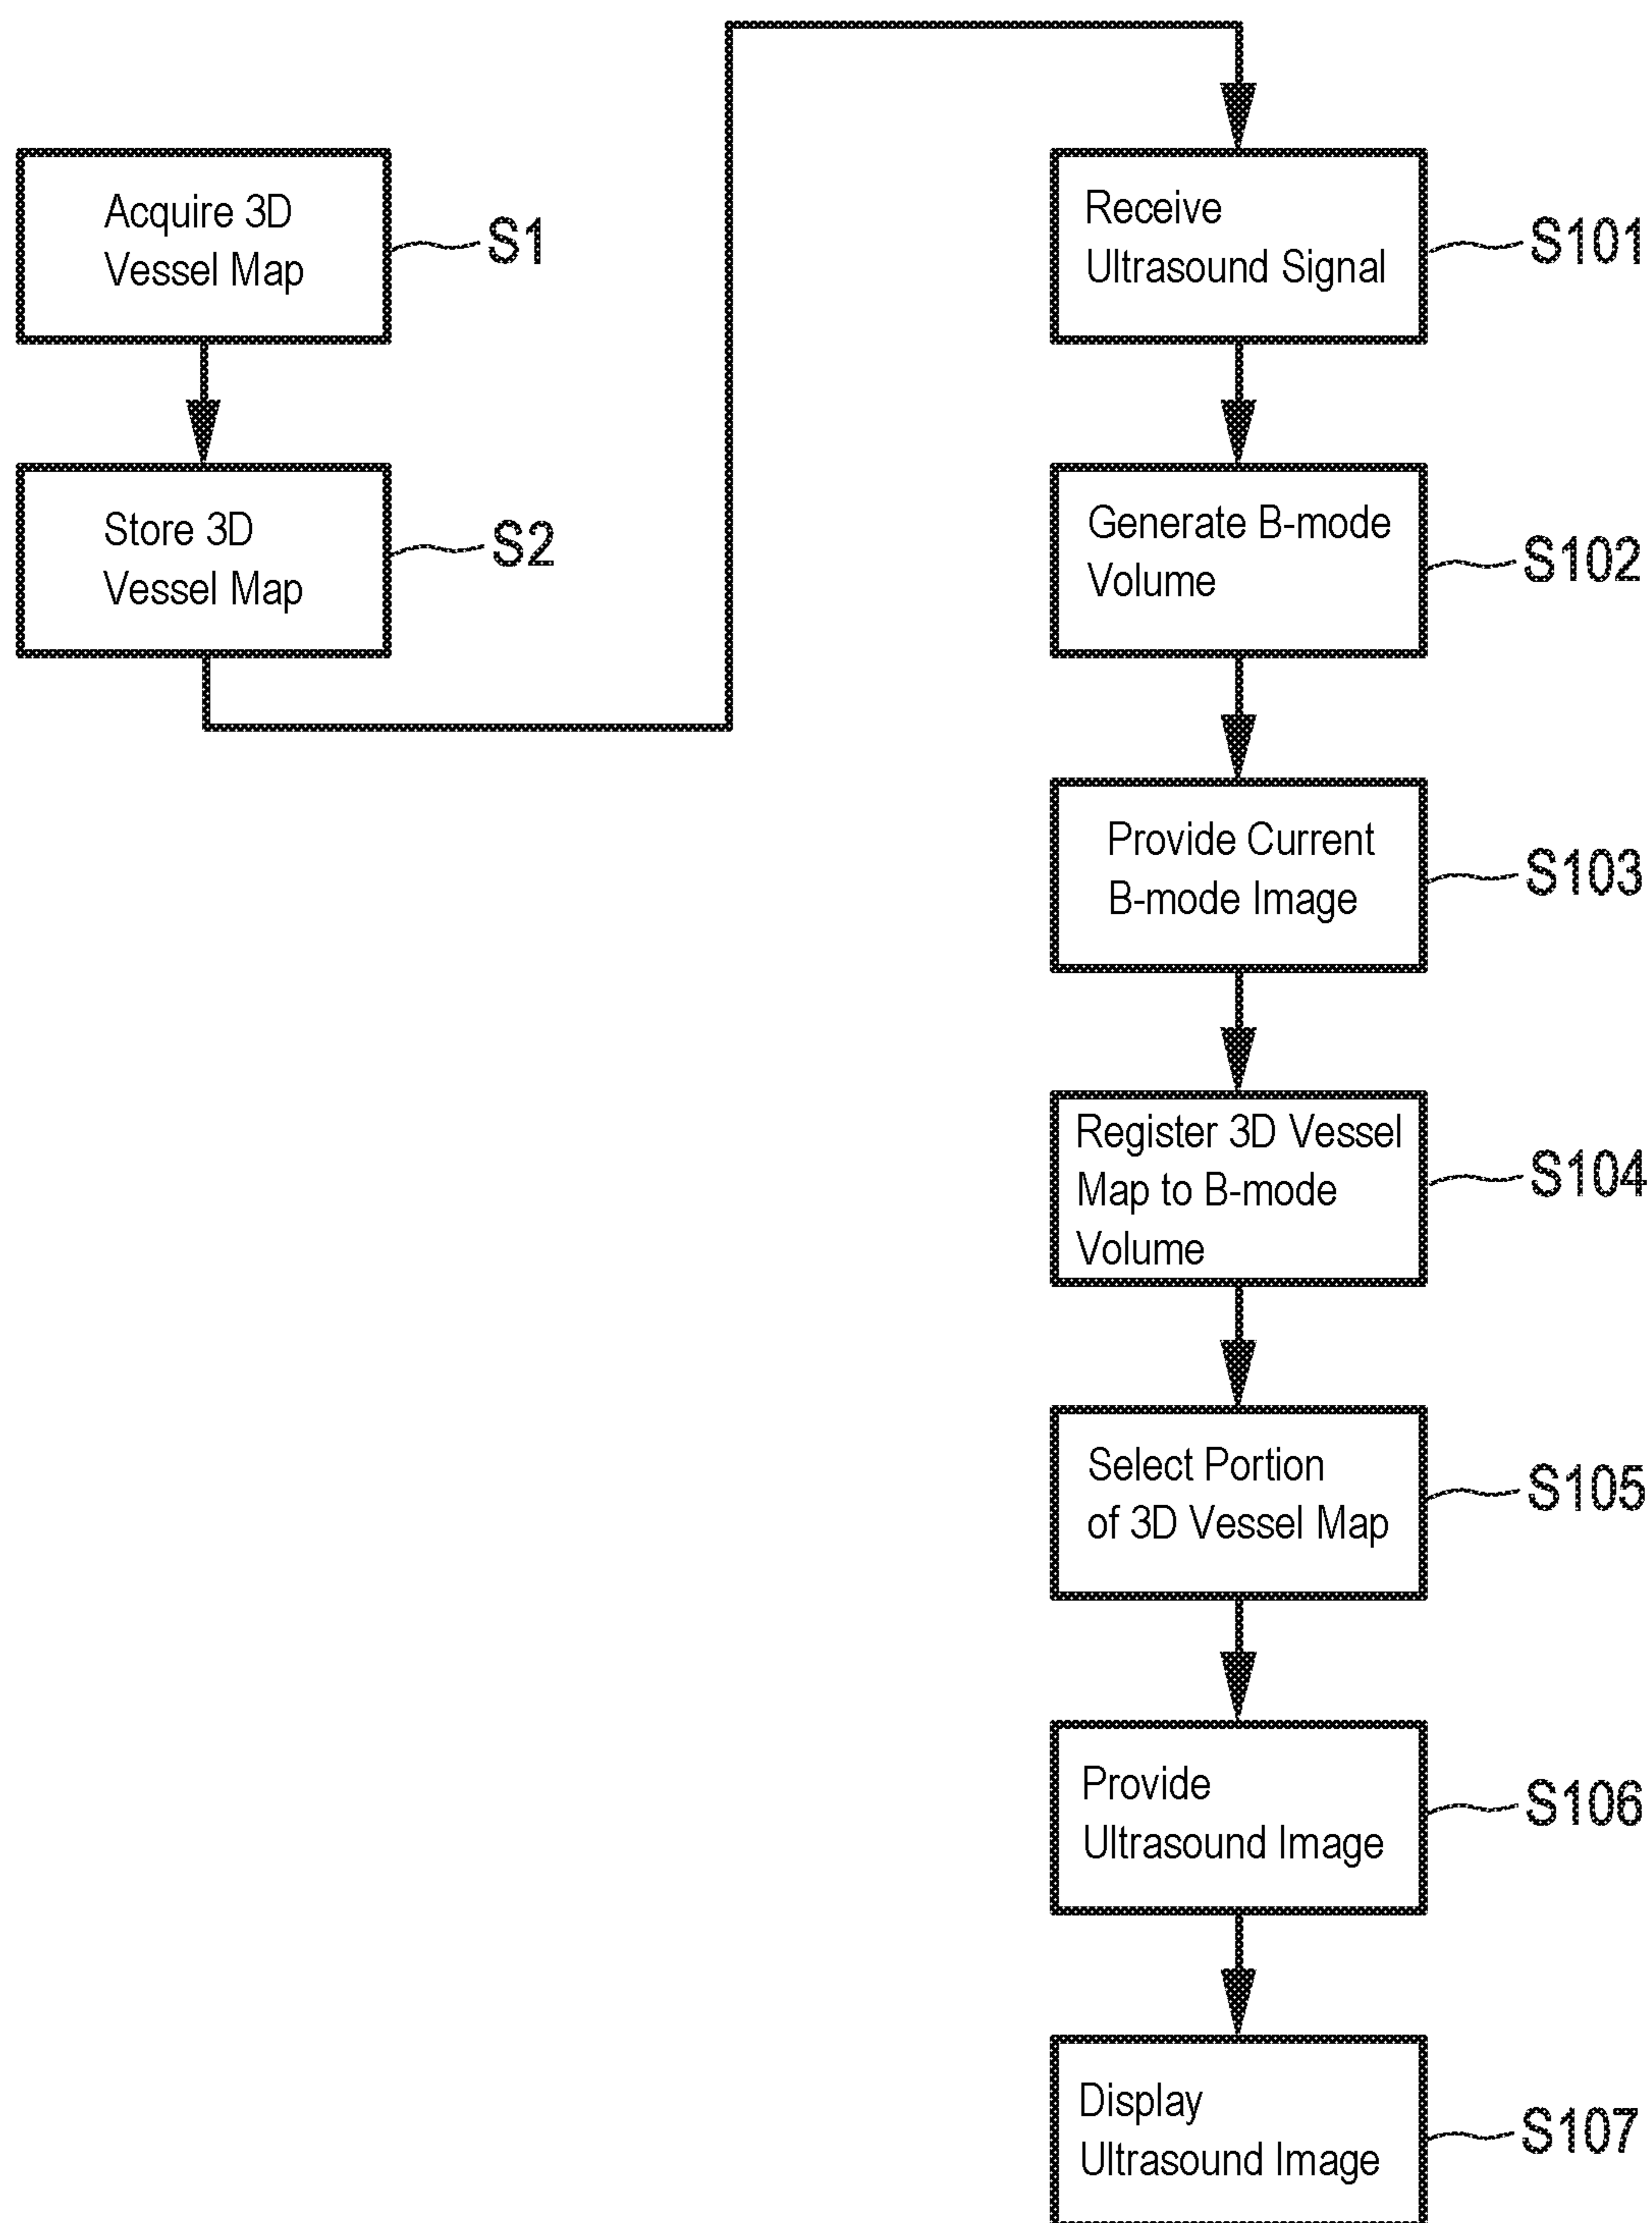 Acquire 3D
Vessel Map
S1
Store 3D
Vessel Map
S2
Receive
Ultrasound Signal
S101
Generate B-mode
Volume
S102
Provide Current
B-mode Image
S103
Register 3D Vessel
Map to B-mode
Volume
S104
Select Portion
of 3D Vessel Map
S105
Provide
Ultrasound Image
S106
Display
Ultrasound Image
S107